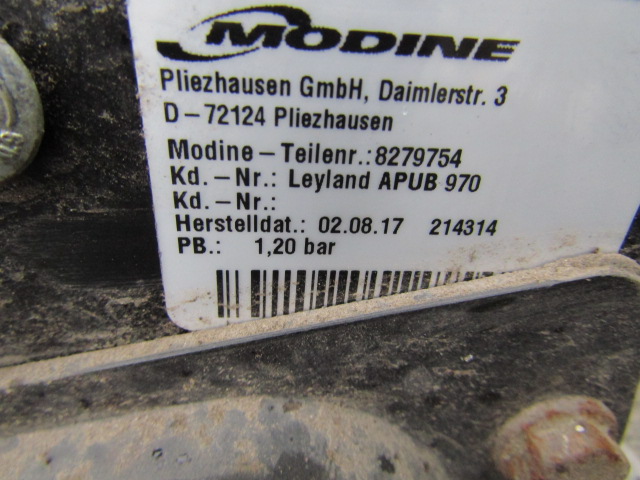 MODINE
Pliezhausen GmbH, Daimlerstr. 3
D-72124 Pliezhausen
Modine-Teilenr.:8279754
Kd.-Nr.: Leyland APUB 970
Kd.-Nr.:
Herstelldat.: 02.08.17 214314
PB.: 1,20 bar